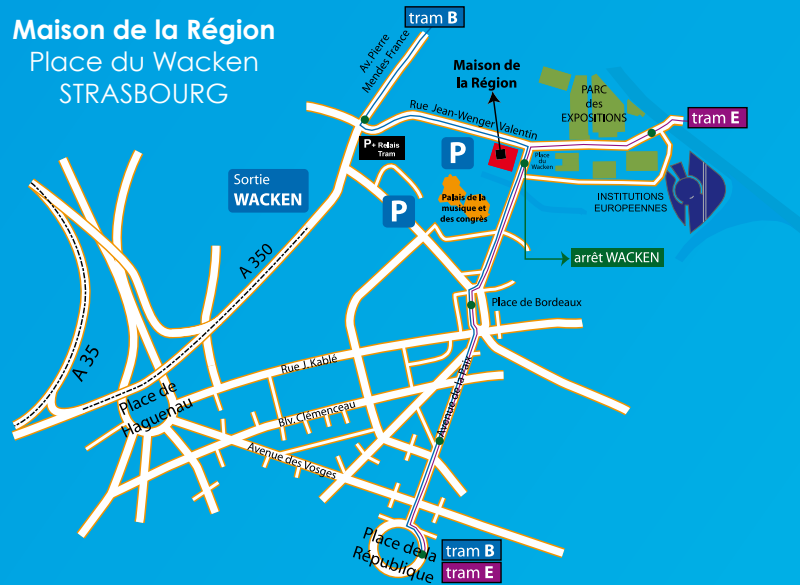 Maison de la Région
Place du Wacken
STRASBOURG
tram B
Av. Pierre
Mendes France
Maison de
la Région
PARC
des
EXPOSITIONS
tram E
Rue Jean-Wenger-Valentin
P+ Relais
Tram
P
Place
du
Wacken
Sortie
WACKEN
P
Palais de la
musique et
des congrès
INSTITUTIONS
EUROPEENNES
arrêt WACKEN
A 350
Place de Bordeaux
A 35
Rue J. Kablé
Place de
Haguenau
Blv. Clémenceau
Avenue de la Paix
Avenue des Vosges
Place de la
République
tram B
tram E